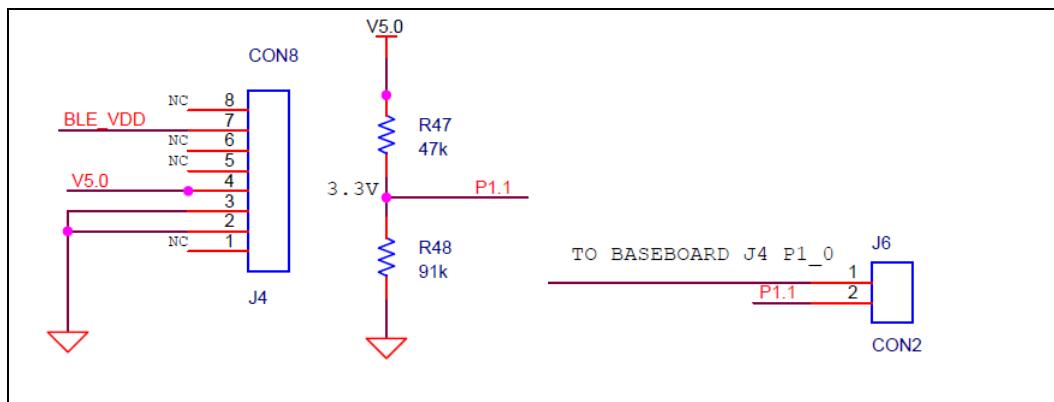 CON8
NC 8
BLE_VDD 7
NC 6
NC 5
V5.0 4
3
2
NC 1
J4
V5.0
R47
47k
3.3V
P1.1
R48
91k
TO BASEBOARD J4 P1_0
J6
1
P1.1 2
CON2